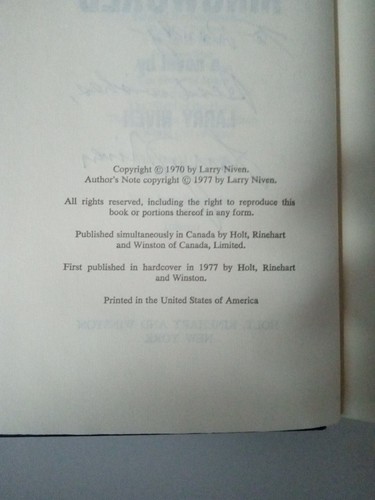 Copyright © 1970 by Larry Niven.
Author's Note copyright © 1977 by Larry Niven.
All rights reserved, including the right to reproduce this
book or portions thereof in any form.
Published simultaneously in Canada by Holt, Rinehart
and Winston of Canada, Limited.
First published in hardcover in 1977 by Holt, Rinehart
and Winston.
Printed in the United States of America